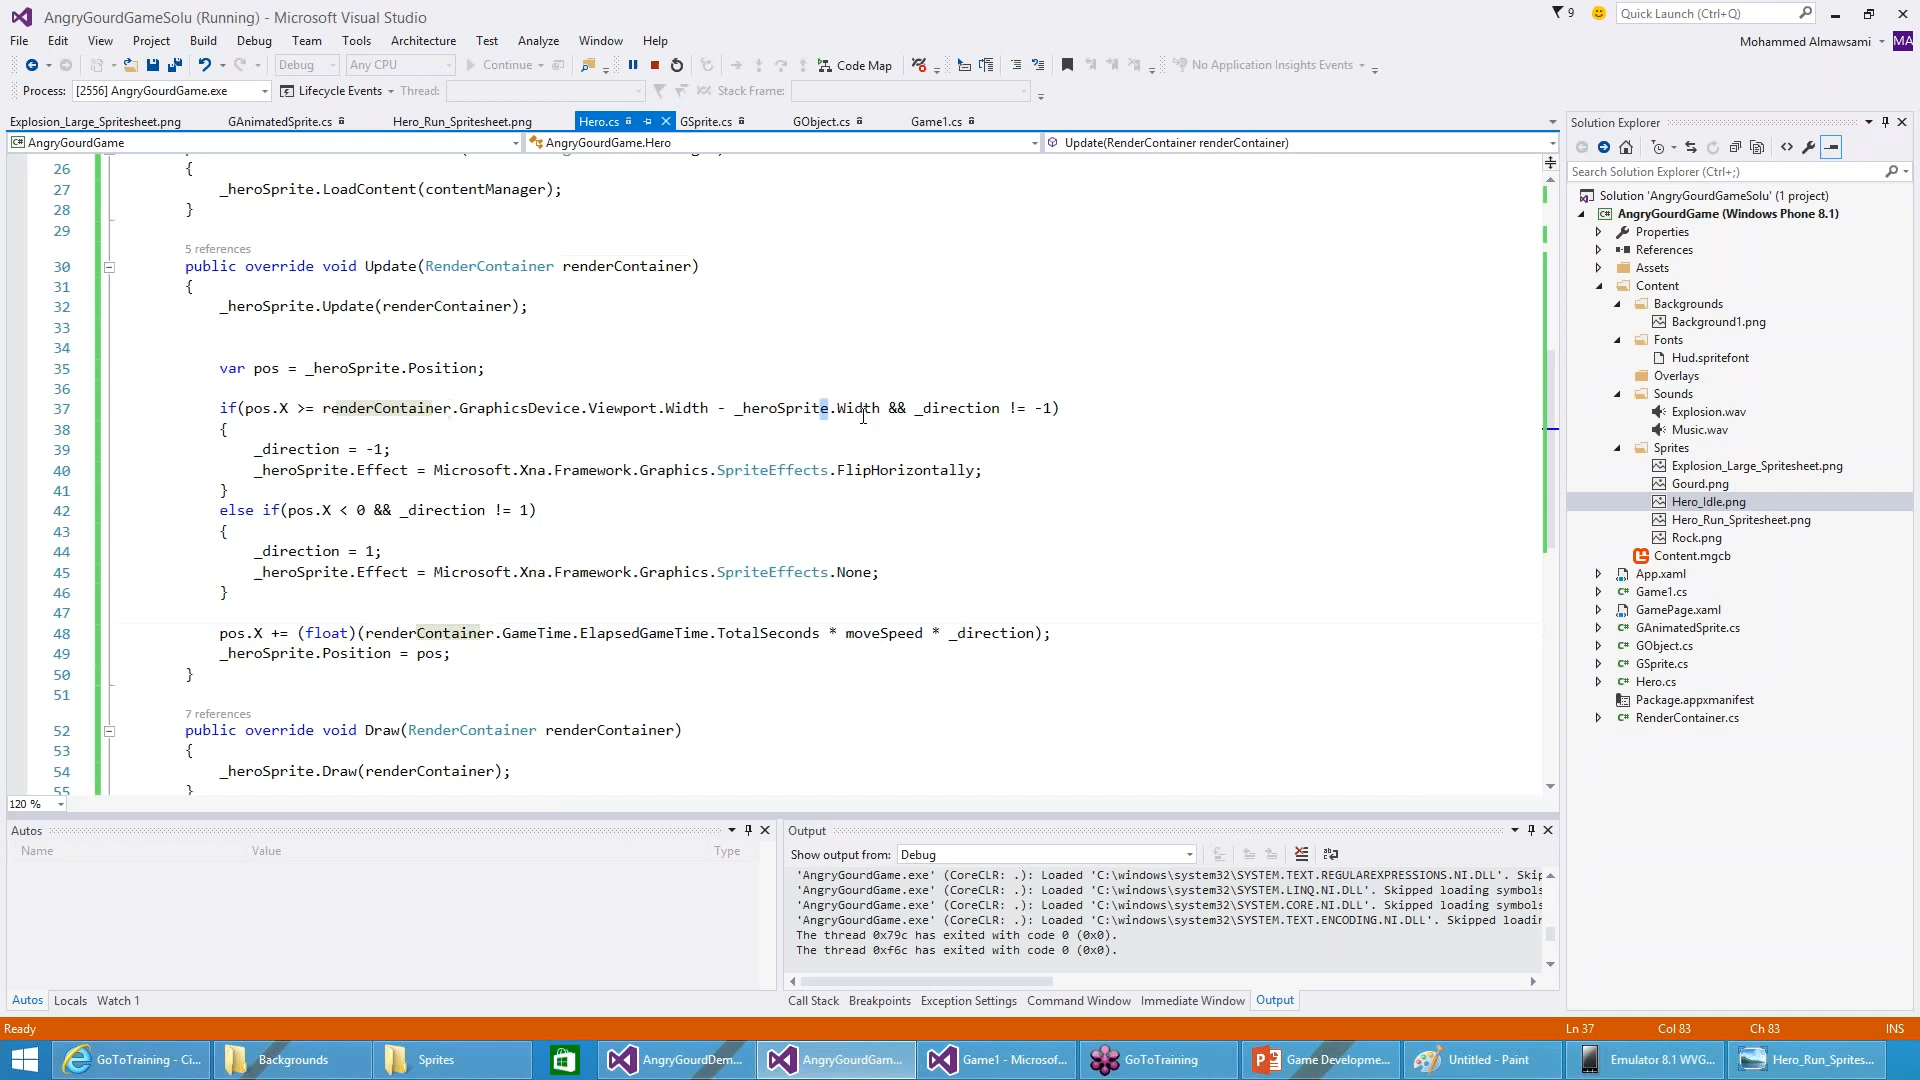 AngryGourdGameSolu (Running) - Microsoft Visual Studio
9
Quick Launch (Ctrl+Q)
File Edit View Project Build Debug Team Tools Architecture Test Analyze Window Help
Mohammed Almawsami MA
Debug Any CPU Continue Code Map No Application Insights Events
Process: [2556] AngryGourdGame.exe Lifecycle Events Thread: Stack Frame:
Explosion_Large_Spritesheet.png GAnimatedSprite.cs Hero_Run_Spritesheet.png Hero.cs GSprite.cs GObject.cs Game1.cs
AngryGourdGame AngryGourdGame.Hero Update(RenderContainer renderContainer)
26 {
27 _heroSprite.LoadContent(contentManager);
28 }
29
5 references
30 public override void Update(RenderContainer renderContainer)
31 {
32 _heroSprite.Update(renderContainer);
33
34
35 var pos = _heroSprite.Position;
36
37 if(pos.X >= renderContainer.GraphicsDevice.Viewport.Width - _heroSprite.Width && _direction != -1)
38 {
39 _direction = -1;
40 _heroSprite.Effect = Microsoft.Xna.Framework.Graphics.SpriteEffects.FlipHorizontally;
41 }
42 else if(pos.X < 0 && _direction != 1)
43 {
44 _direction = 1;
45 _heroSprite.Effect = Microsoft.Xna.Framework.Graphics.SpriteEffects.None;
46 }
47
48 pos.X += (float)(renderContainer.GameTime.ElapsedGameTime.TotalSeconds * moveSpeed * _direction);
49 _heroSprite.Position = pos;
50 }
51
7 references
52 public override void Draw(RenderContainer renderContainer)
53 {
54 _heroSprite.Draw(renderContainer);
55 }
120 %
Solution Explorer
Search Solution Explorer (Ctrl+;)
Solution 'AngryGourdGameSolu' (1 project)
AngryGourdGame (Windows Phone 8.1)
Properties
References
Assets
Content
Backgrounds
Background1.png
Fonts
Hud.spritefont
Overlays
Sounds
Explosion.wav
Music.wav
Sprites
Explosion_Large_Spritesheet.png
Gourd.png
Hero_Idle.png
Hero_Run_Spritesheet.png
Rock.png
Content.mgcb
App.xaml
Game1.cs
GamePage.xaml
GAnimatedSprite.cs
GObject.cs
GSprite.cs
Hero.cs
Package.appxmanifest
RenderContainer.cs
Autos
Name Value Type
Autos Locals Watch 1
Output
Show output from: Debug
'AngryGourdGame.exe' (CoreCLR: .): Loaded 'C:\windows\system32\SYSTEM.TEXT.REGULAREXPRESSIONS.NI.DLL'. Skip
'AngryGourdGame.exe' (CoreCLR: .): Loaded 'C:\windows\system32\SYSTEM.LINQ.NI.DLL'. Skipped loading symbols
'AngryGourdGame.exe' (CoreCLR: .): Loaded 'C:\windows\system32\SYSTEM.CORE.NI.DLL'. Skipped loading symbols
'AngryGourdGame.exe' (CoreCLR: .): Loaded 'C:\windows\system32\SYSTEM.TEXT.ENCODING.NI.DLL'. Skipped loadin
The thread 0x79c has exited with code 0 (0x0).
The thread 0xf6c has exited with code 0 (0x0).
Call Stack Breakpoints Exception Settings Command Window Immediate Window Output
Ready Ln 37 Col 83 Ch 83 INS
GoToTraining - Ci... Backgrounds Sprites AngryGourdDem... AngryGourdGam... Game1 - Microsof... GoToTraining Game Developme... Untitled - Paint Emulator 8.1 WVG... Hero_Run_Sprites...